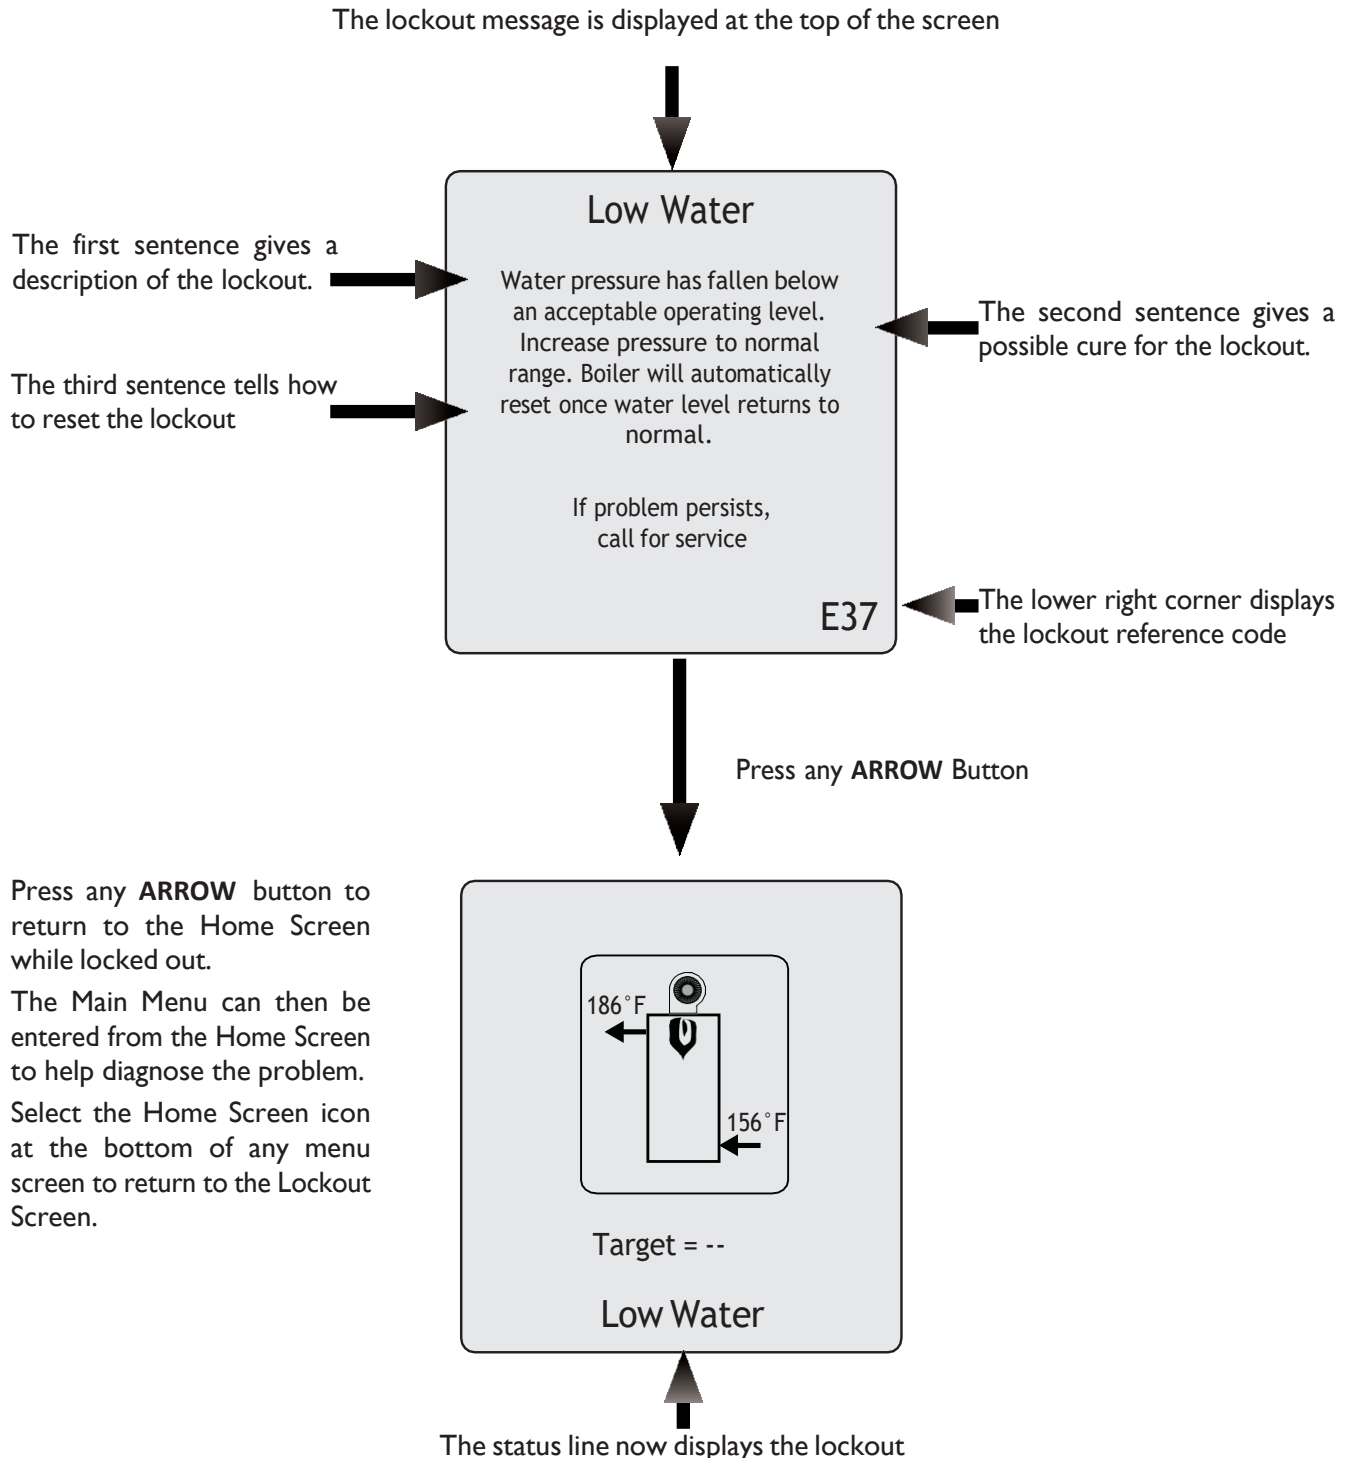 The lockout message is displayed at the top of the screen
Low Water
The first sentence gives a
description of the lockout.
Water pressure has fallen below
an acceptable operating level.
Increase pressure to normal
range. Boiler will automatically
reset once water level returns to
normal.
The second sentence gives a
possible cure for the lockout.
The third sentence tells how
to reset the lockout
If problem persists,
call for service
E37
The lower right corner displays
the lockout reference code
Press any ARROW Button
Press any ARROW button to
return to the Home Screen
while locked out.
The Main Menu can then be
entered from the Home Screen
to help diagnose the problem.
Select the Home Screen icon
at the bottom of any menu
screen to return to the Lockout
Screen.
186°F
156°F
Target = --
Low Water
The status line now displays the lockout